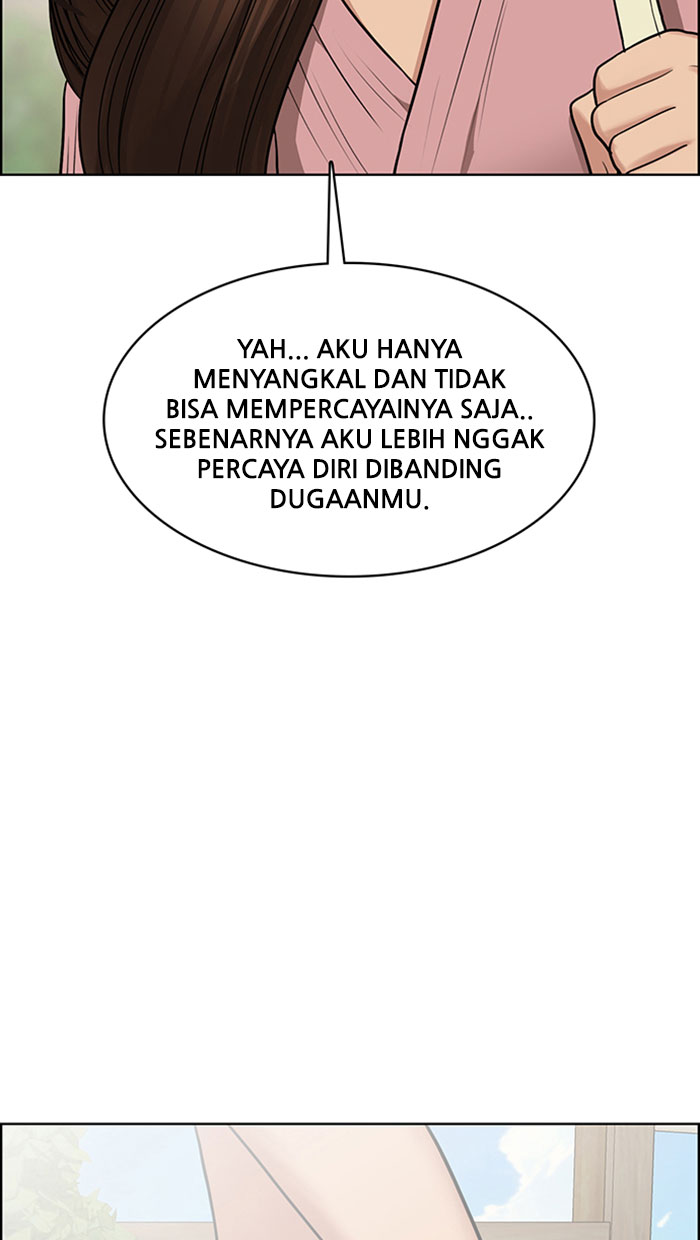 YAH... AKU HANYA
MENYANGKAL DAN TIDAK
BISA MEMPERCAYAINYA SAJA..
SEBENARNYA AKU LEBIH NGGAK
PERCAYA DIRI DIBANDING
DUGAANMU.